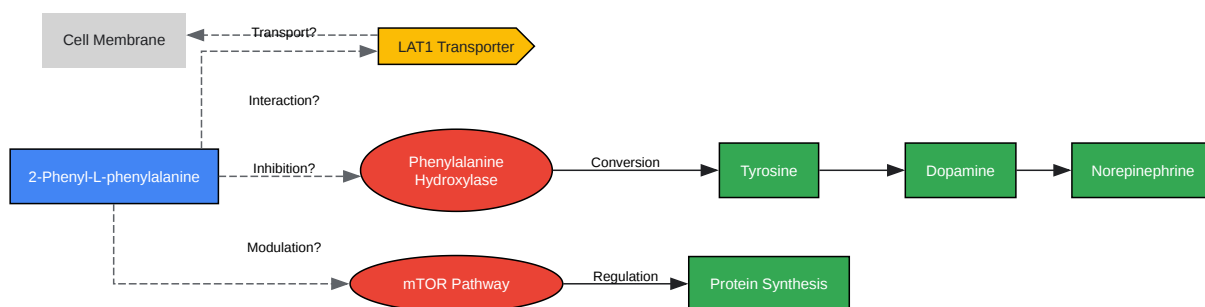 Cell Membrane
Transport?
LAT1 Transporter
Interaction?
2-Phenyl-L-phenylalanine
Inhibition?
Phenylalanine
Hydroxylase
Conversion
Tyrosine
Dopamine
Norepinephrine
Modulation?
mTOR Pathway
Regulation
Protein Synthesis